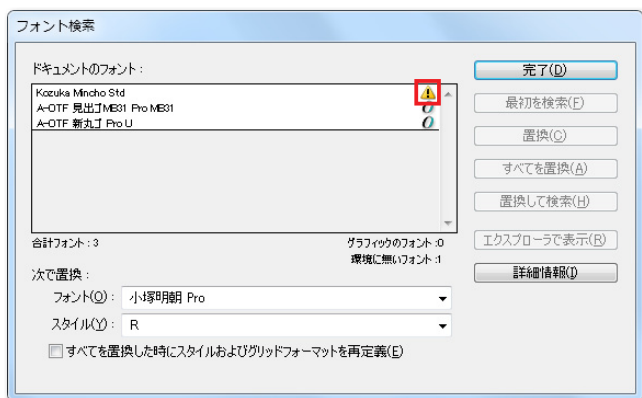 フォント検索
ドキュメントのフォント：
Kozuka Mincho Std
A-OTF 見出ゴMB31 Pro MB31
A-OTF 新丸ゴ Pro U
合計フォント：3
グラフィックのフォント：0
環境に無いフォント：1
次で置換：
フォント(O)： 小塚明朝 Pro
スタイル(Y)： R
すべてを置換した時にスタイルおよびグリッドフォーマットを再定義(E)
完了(D)
最初を検索(F)
置換(C)
すべてを置換(A)
置換して検索(H)
エクスプローラで表示(R)
詳細情報(I)